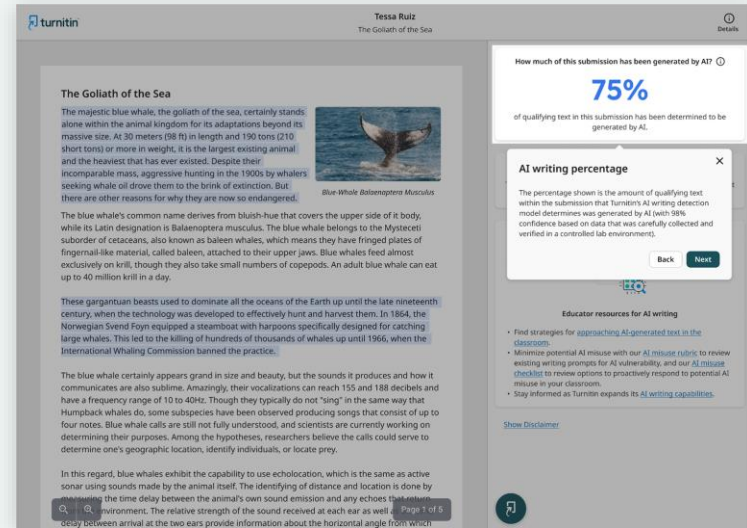 turnitin
Tessa Ruiz
The Goliath of the Sea
Details
The Goliath of the Sea
The majestic blue whale, the goliath of the sea, certainly stands
alone within the animal kingdom for its adaptations beyond its
massive size. At 30 meters (98 ft) in length and 190 tons (210
short tons) or more in weight, it is the largest existing animal
and the heaviest that has ever existed. Despite their
incomparable mass, aggressive hunting in the 1900s by whalers
seeking whale oil drove them to the brink of extinction. But
there are other reasons for why they are now so endangered.
Blue-Whale Balaenoptera Musculus
The blue whale's common name derives from bluish-hue that covers the upper side of its body,
while its Latin designation is Balaenoptera musculus. The blue whale belongs to the Mysteceti
suborder of cetaceans, also known as baleen whales, which means they have fringed plates of
fingernail-like material, called baleen, attached to their upper jaws. Blue whales feed almost
exclusively on krill, though they also take small numbers of copepods. An adult blue whale can eat
up to 40 million krill in a day.
These gargantuan beasts used to dominate all the oceans of the Earth up until the late nineteenth
century, when the technology was developed to effectively hunt and harvest them. In 1864, the
Norwegian Svend Foyn equipped a steamboat with harpoons specifically designed for catching
large whales. This led to the killing of hundreds of thousands of whales up until 1966, when the
International Whaling Commission banned the practice.
The blue whale certainly appears grand in size and beauty, but the sounds it produces and how it
communicates are also sublime. Amazingly, their vocalizations can reach 155 and 188 decibels and
have a frequency range of 10 to 40Hz. Though they typically do not "sing" in the same way that
Humpback whales do, some subspecies have been observed producing songs that consist of up to
four notes. Blue whale calls are still not fully understood, and scientists are currently working on
determining their purposes. Among the hypotheses, researchers believe the calls could serve to
determine one's geographic location, identify individuals, or locate prey.
In this regard, blue whales exhibit the capability to use echolocation, which is the same as active
sonar using sounds made by the animal itself. The identifying of distance and location is done by
measuring the time delay between the animal's own sound emission and any echoes that return
environment. The relative strength of the sound received at each ear as well as
delay between arrival at the two ears provide information about the horizontal angle from which
Page 1 of 5
How much of this submission has been generated by AI?
75%
of qualifying text in this submission has been determined to be
generated by AI.
AI writing percentage
The percentage shown is the amount of qualifying text
within the submission that Turnitin's AI writing detection
model determines was generated by AI (with 98%
confidence based on data that was carefully collected and
verified in a controlled lab environment).
Back
Next
Educator resources for AI writing
• Find strategies for approaching AI-generated text in the
classroom.
• Minimize potential AI misuse with our AI misuse rubric to review
existing writing prompts for AI vulnerability, and our AI misuse
checklist to review options to proactively respond to potential AI
misuse in your classroom.
• Stay informed as Turnitin expands its AI writing capabilities.
Show Disclaimer